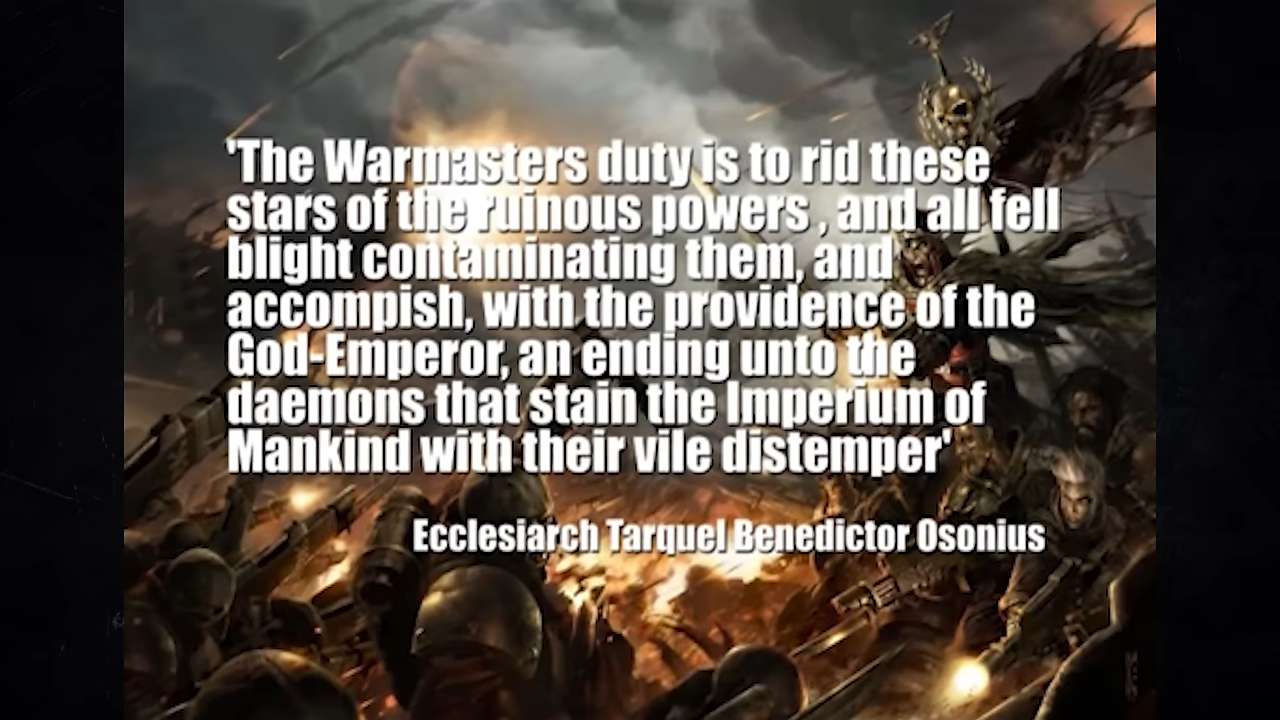 'The Warmasters duty is to rid these
stars of the ruinous powers , and all fell
blight contaminating them, and
accompish, with the providence of the
God-Emperor, an ending unto the
daemons that stain the Imperium of
Mankind with their vile distemper'
Ecclesiarch Tarquel Benedictor Osonius